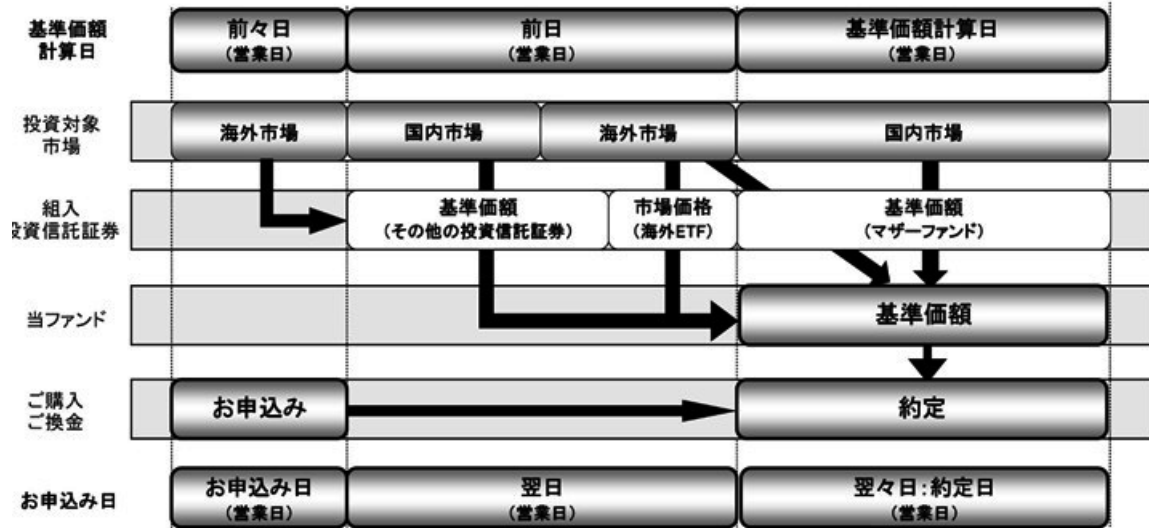 基準価額
計算日
前々日
(営業日)
前日
(営業日)
基準価額計算日
(営業日)
投資対象
市場
海外市場
国内市場
海外市場
国内市場
組入
投資信託証券
基準価額
(その他の投資信託証券)
市場価格
(海外ETF)
基準価額
(マザーファンド)
当ファンド
基準価額
ご購入
ご換金
お申込み
約定
お申込み日
お申込み日
(営業日)
翌日
(営業日)
翌々日:約定日
(営業日)